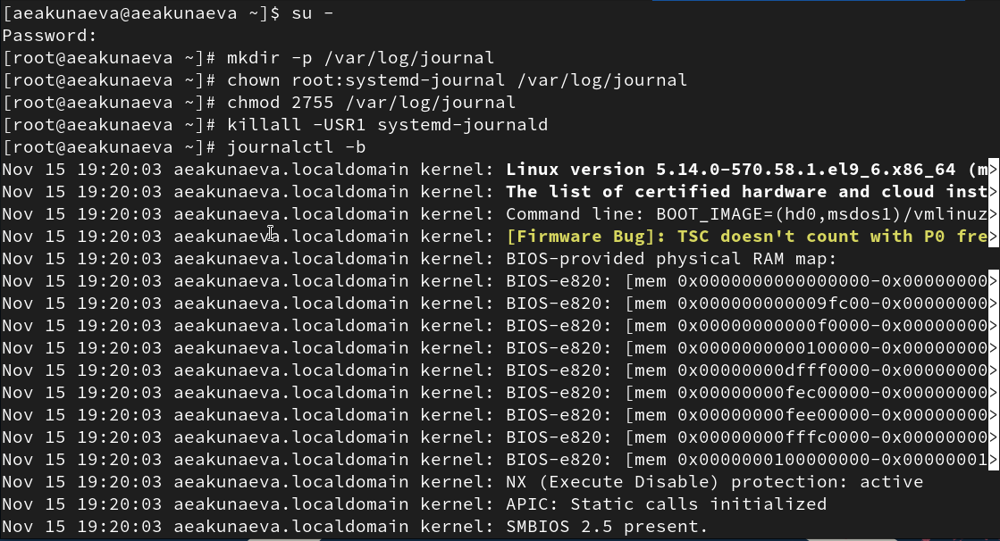 [aeakunaeva@aeakunaeva ~]$ su -
Password:
[root@aeakunaeva ~]# mkdir -p /var/log/journal
[root@aeakunaeva ~]# chown root:systemd-journal /var/log/journal
[root@aeakunaeva ~]# chmod 2755 /var/log/journal
[root@aeakunaeva ~]# killall -USR1 systemd-journald
[root@aeakunaeva ~]# journalctl -b
Nov 15 19:20:03 aeakunaeva.localdomain kernel: Linux version 5.14.0-570.58.1.el9_6.x86_64 (m>
Nov 15 19:20:03 aeakunaeva.localdomain kernel: The list of certified hardware and cloud inst>
Nov 15 19:20:03 aeakunaeva.localdomain kernel: Command line: BOOT_IMAGE=(hd0,msdos1)/vmlinuz>
Nov 15 19:20:03 aeakunaeva.localdomain kernel: [Firmware Bug]: TSC doesn't count with P0 fre>
Nov 15 19:20:03 aeakunaeva.localdomain kernel: BIOS-provided physical RAM map:
Nov 15 19:20:03 aeakunaeva.localdomain kernel: BIOS-e820: [mem 0x0000000000000000-0x00000000>
Nov 15 19:20:03 aeakunaeva.localdomain kernel: BIOS-e820: [mem 0x000000000009fc00-0x00000000>
Nov 15 19:20:03 aeakunaeva.localdomain kernel: BIOS-e820: [mem 0x00000000000f0000-0x00000000>
Nov 15 19:20:03 aeakunaeva.localdomain kernel: BIOS-e820: [mem 0x0000000000100000-0x00000000>
Nov 15 19:20:03 aeakunaeva.localdomain kernel: BIOS-e820: [mem 0x00000000dfff0000-0x00000000>
Nov 15 19:20:03 aeakunaeva.localdomain kernel: BIOS-e820: [mem 0x00000000fec00000-0x00000000>
Nov 15 19:20:03 aeakunaeva.localdomain kernel: BIOS-e820: [mem 0x00000000fee00000-0x00000000>
Nov 15 19:20:03 aeakunaeva.localdomain kernel: BIOS-e820: [mem 0x00000000fffc0000-0x00000000>
Nov 15 19:20:03 aeakunaeva.localdomain kernel: BIOS-e820: [mem 0x0000000100000000-0x00000001>
Nov 15 19:20:03 aeakunaeva.localdomain kernel: NX (Execute Disable) protection: active
Nov 15 19:20:03 aeakunaeva.localdomain kernel: APIC: Static calls initialized
Nov 15 19:20:03 aeakunaeva.localdomain kernel: SMBIOS 2.5 present.